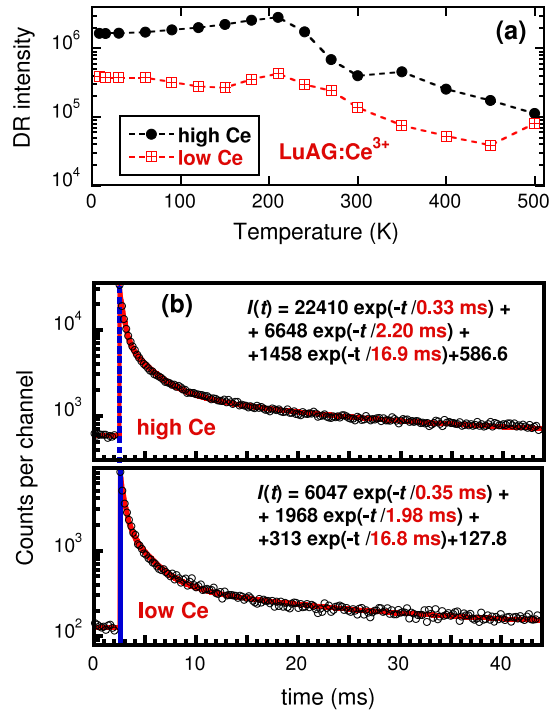 (a)
10^6
10^5
10^4
DR intensity
high Ce
low Ce
LuAG:Ce^3+
0 100 200 300 400 500
Temperature (K)
(b)
I(t) = 22410 exp(-t/0.33 ms) +
+ 6648 exp(-t/2.20 ms) +
+1458 exp(-t/16.9 ms)+586.6
10^4
10^3
high Ce
Counts per channel
I(t) = 6047 exp(-t/0.35 ms) +
+ 1968 exp(-t/1.98 ms) +
+313 exp(-t/16.8 ms)+127.8
10^3
10^2
low Ce
0 10 20 30 40
time (ms)